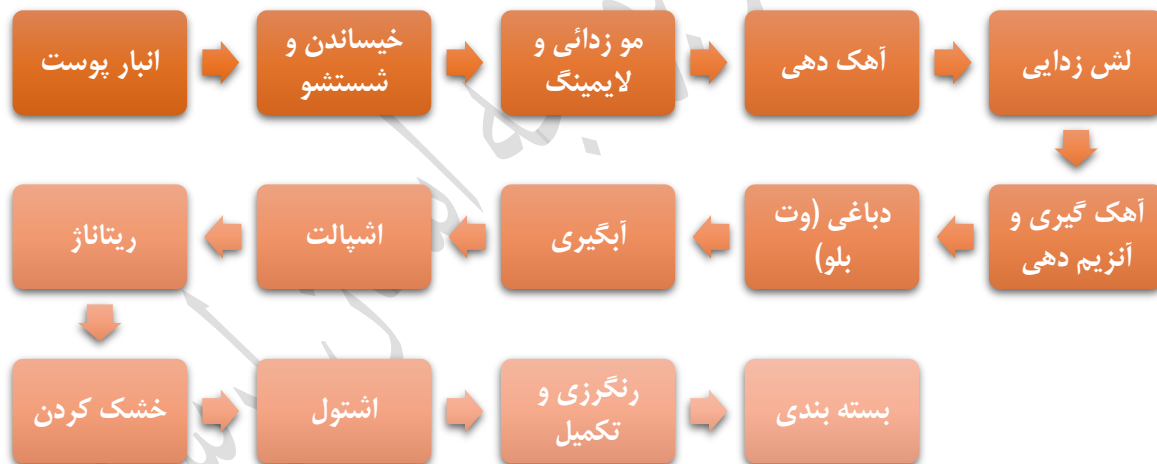 انبار پوست
خیساندن و
شستشو
مو زدائی و
لایمینگ
آهک دهی
لش زدایی
آهک گیری و
آنزیم دهی
دباغی (وت
بلو)
آبگیری
اشپالت
ریتاناژ
خشک کردن
اشتول
رنگرزی و
تکمیل
بسته بندی